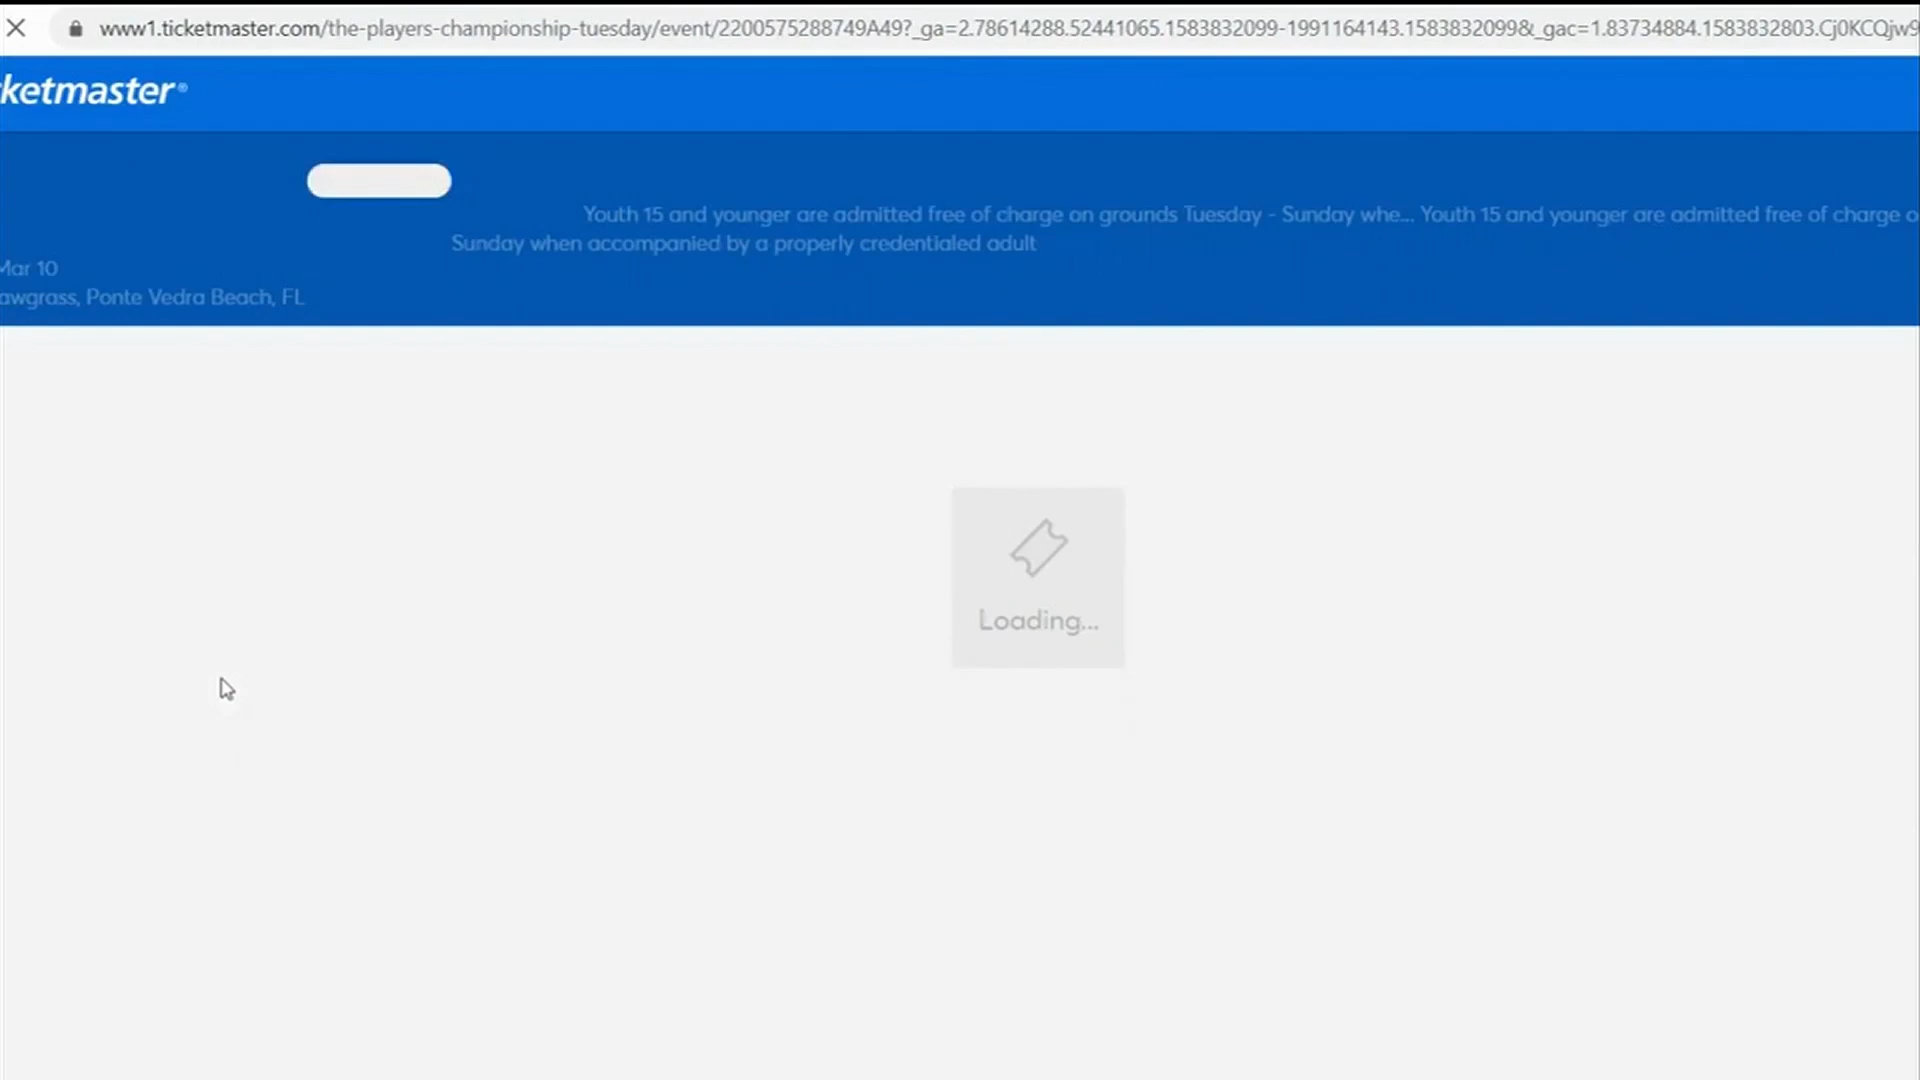 www1.ticketmaster.com/the-players-championship-tuesday/event/2200575288749A49?_ga=2.78614288.52441065.1583832099-1991164143.1583832099&_gac=1.83734884.1583832803.Cj0KCQjw9
ketmaster®
Youth 15 and younger are admitted free of charge on grounds Tuesday - Sunday whe... Youth 15 and younger are admitted free of charge o
Sunday when accompanied by a properly credentialed adult
Mar 10
awgrass, Ponte Vedra Beach, FL
Loading...